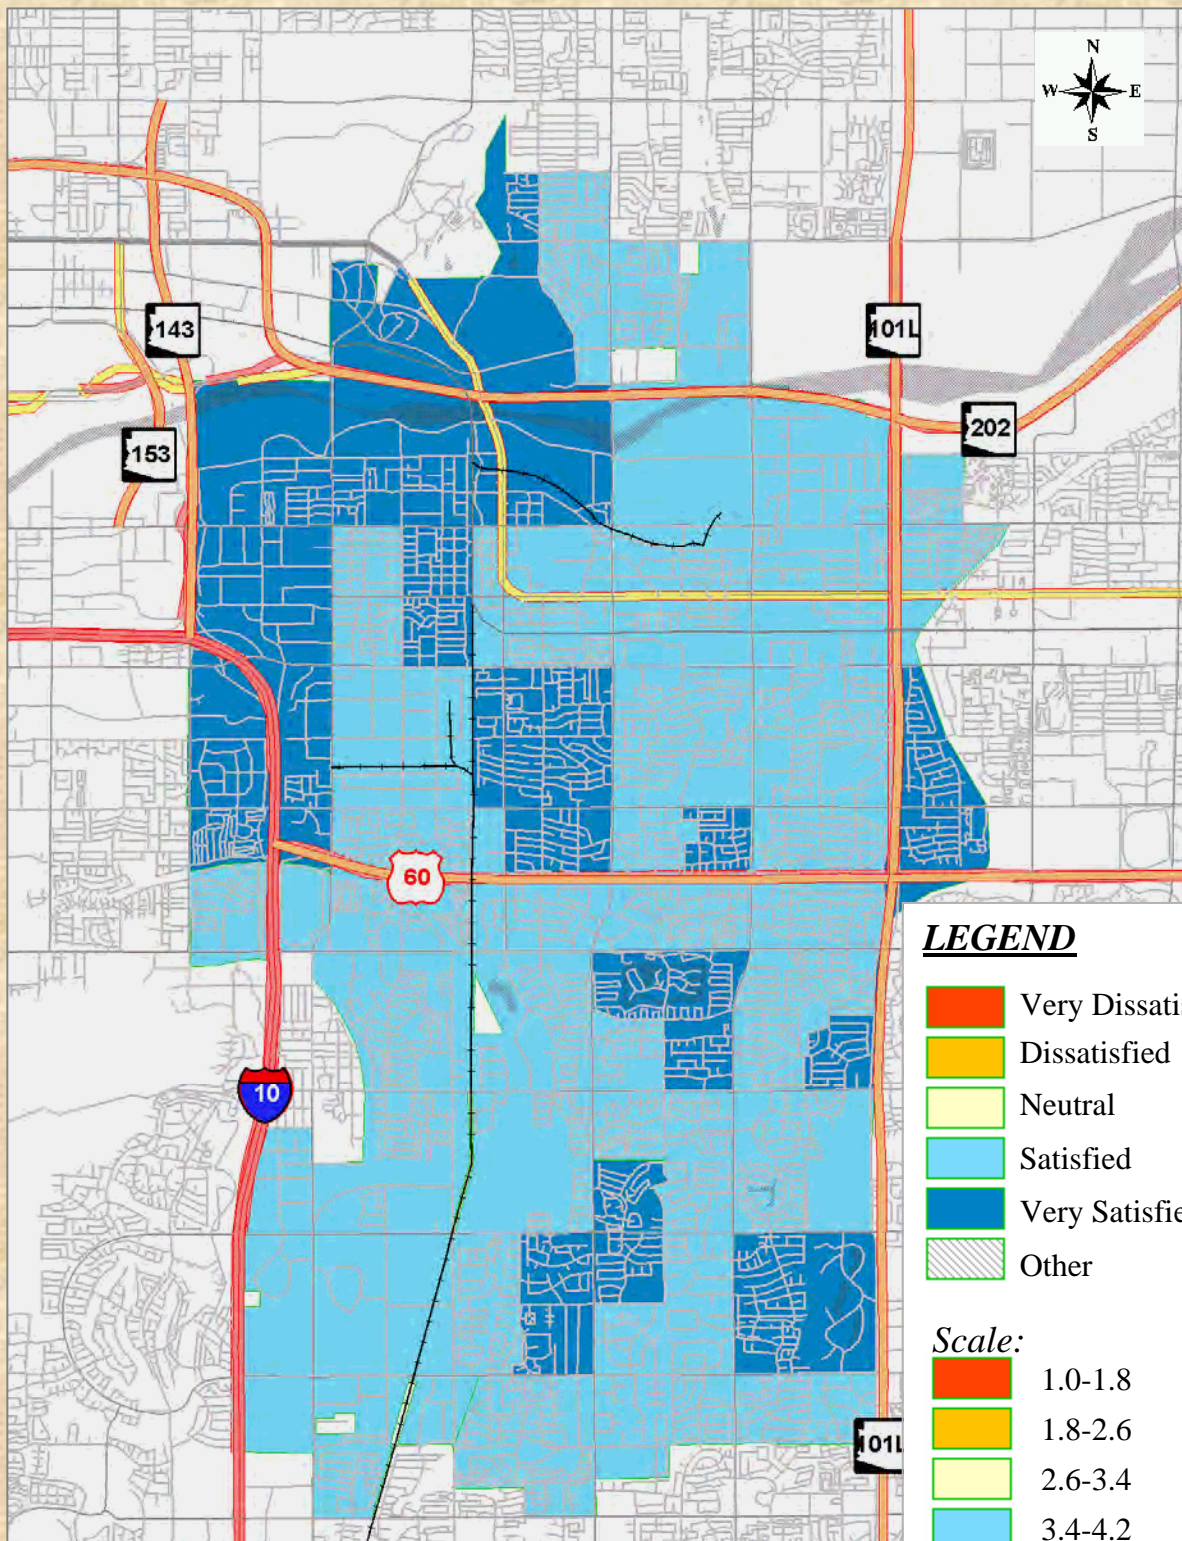 N
W E
S
143
101L
202
153
60
10
LEGEND
Very Dissatis
Dissatisfied
Neutral
Satisfied
Very Satisfie
Other
Scale:
1.0-1.8
1.8-2.6
2.6-3.4
3.4-4.2
101L